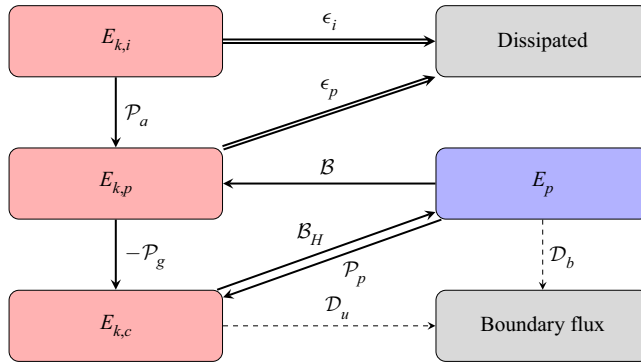 E_{k,i}
ϵ_i
Dissipated
𝒫_a
ϵ_p
E_{k,p}
ℬ
E_p
−𝒫_g
ℬ_H
𝒫_p
𝒟_b
E_{k,c}
𝒟_u
Boundary flux